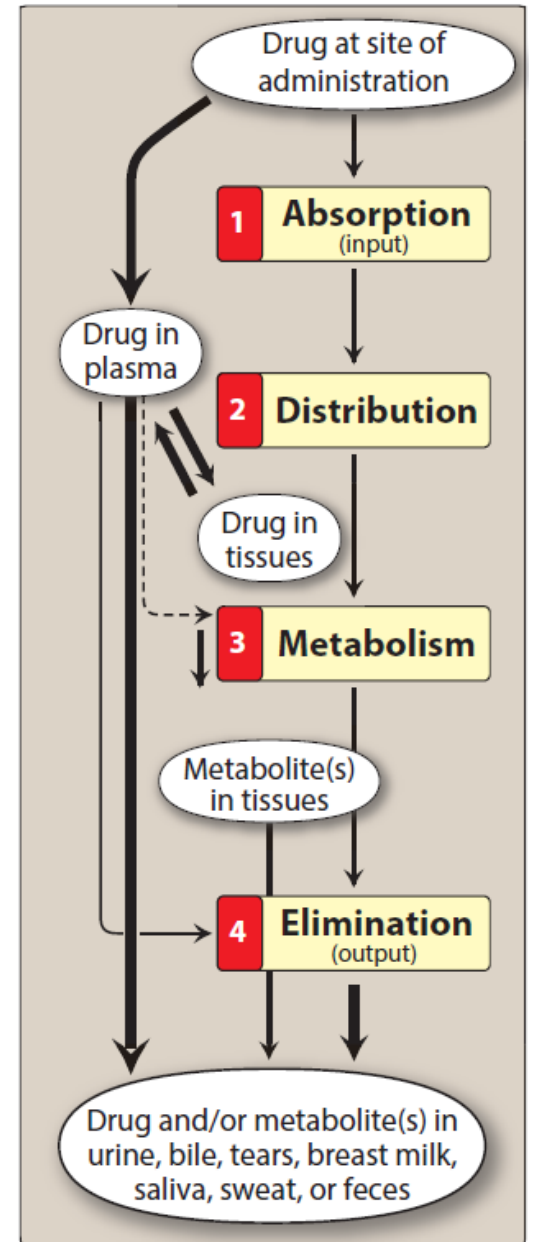 Drug at site of
administration
1 Absorption
(input)
Drug in
plasma
2 Distribution
Drug in
tissues
3 Metabolism
Metabolite(s)
in tissues
4 Elimination
(output)
Drug and/or metabolite(s) in
urine, bile, tears, breast milk,
saliva, sweat, or feces